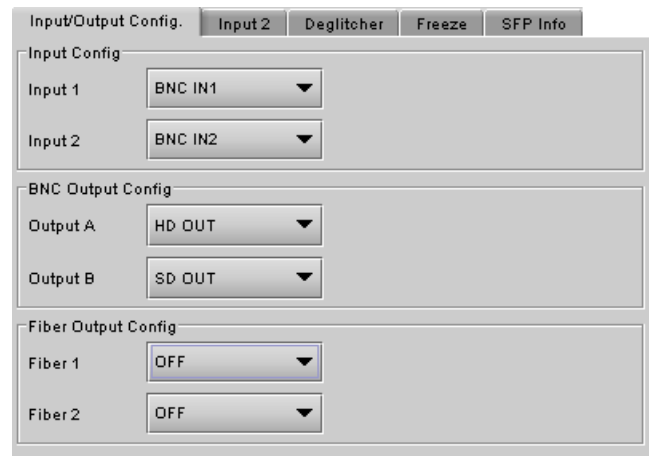 Input/Output Config. Input 2 Deglitcher Freeze SFP Info
Input Config
Input 1 BNC IN1
Input 2 BNC IN2
BNC Output Config
Output A HD OUT
Output B SD OUT
Fiber Output Config
Fiber 1 OFF
Fiber 2 OFF